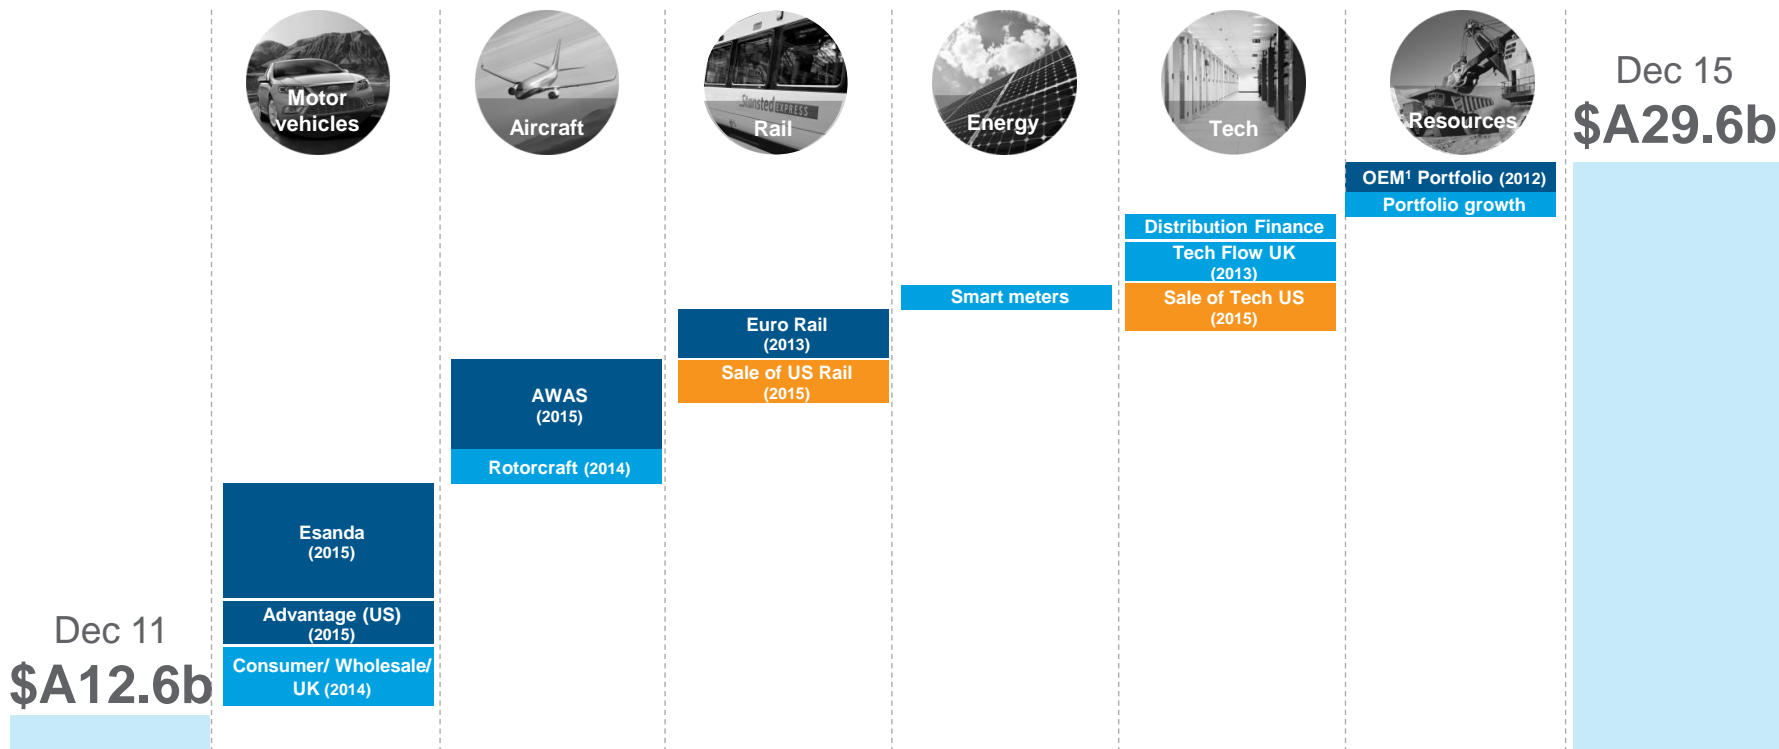 Motor
vehicles
Aircraft
Stansted EXPRESS
Rail
Energy
Tech
Resources
Dec 15
$A29.6b
OEM¹ Portfolio (2012)
Portfolio growth
Distribution Finance
Tech Flow UK
(2013)
Sale of Tech US
(2015)
Smart meters
Euro Rail
(2013)
Sale of US Rail
(2015)
AWAS
(2015)
Rotorcraft (2014)
Esanda
(2015)
Advantage (US)
(2015)
Consumer/ Wholesale/
UK (2014)
Dec 11
$A12.6b